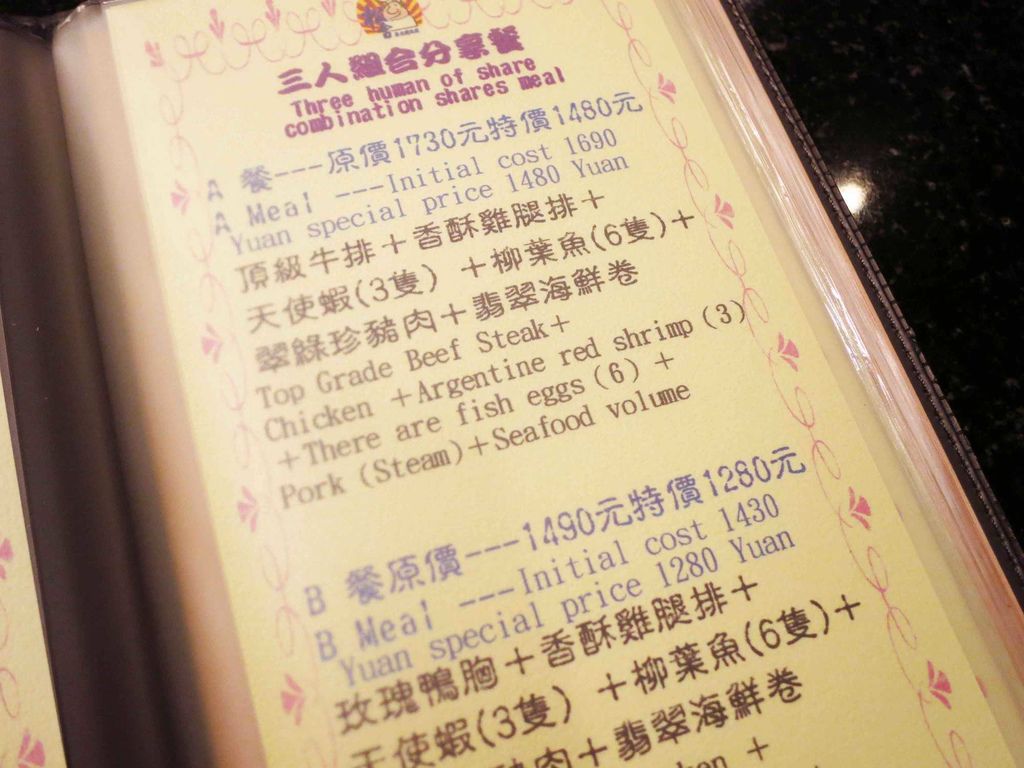 三人組合分享餐
Three human of share
combination shares meal
A 餐---原價1730元特價1480元
A Meal ---Initial cost 1690
Yuan special price 1480 Yuan
頂級牛排＋香酥雞腿排＋
天使蝦(3隻) ＋柳葉魚(6隻)＋
翠綠珍豬肉＋翡翠海鮮卷
Top Grade Beef Steak＋
Chicken ＋Argentine red shrimp (3)
＋There are fish eggs (6) ＋
Pork (Steam)＋Seafood volume
B 餐原價---1490元特價1280元
B Meal ---Initial cost 1430
Yuan special price 1280 Yuan
玫瑰鴨胸＋香酥雞腿排＋
天使蝦(3隻) ＋柳葉魚(6隻)＋
豬肉＋翡翠海鮮卷